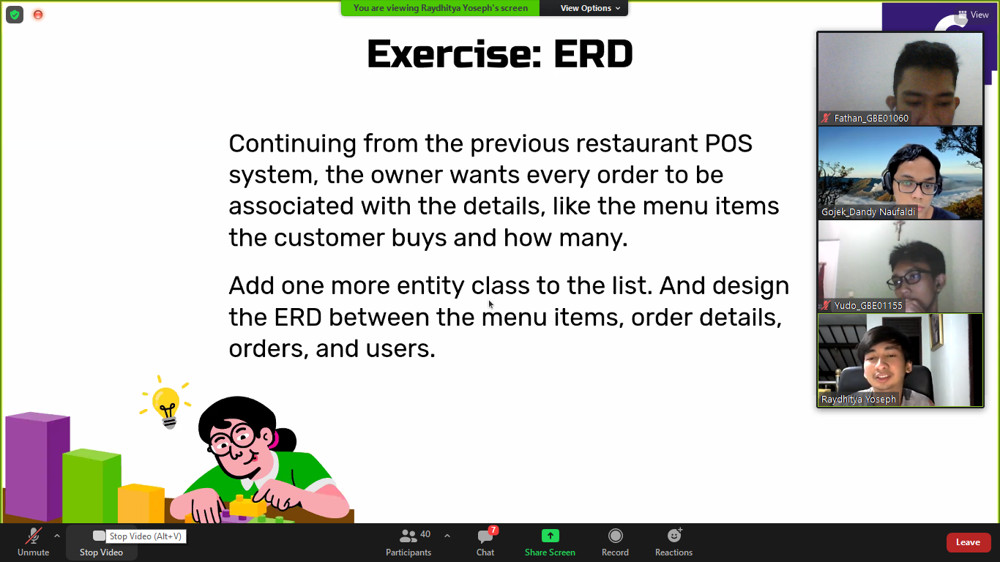 You are viewing Raydhitya Yoseph's screen
View Options
View
Exercise: ERD
Continuing from the previous restaurant POS
system, the owner wants every order to be
associated with the details, like the menu items
the customer buys and how many.
Add one more entity class to the list. And design
the ERD between the menu items, order details,
orders, and users.
Fathan_GBE01060
Gojek_Dandy Naufaldi
Yudo_GBE01155
Raydhitya Yoseph
Unmute
Stop Video (Alt+V)
Stop Video
40
Participants
7
Chat
Share Screen
Record
Reactions
Leave